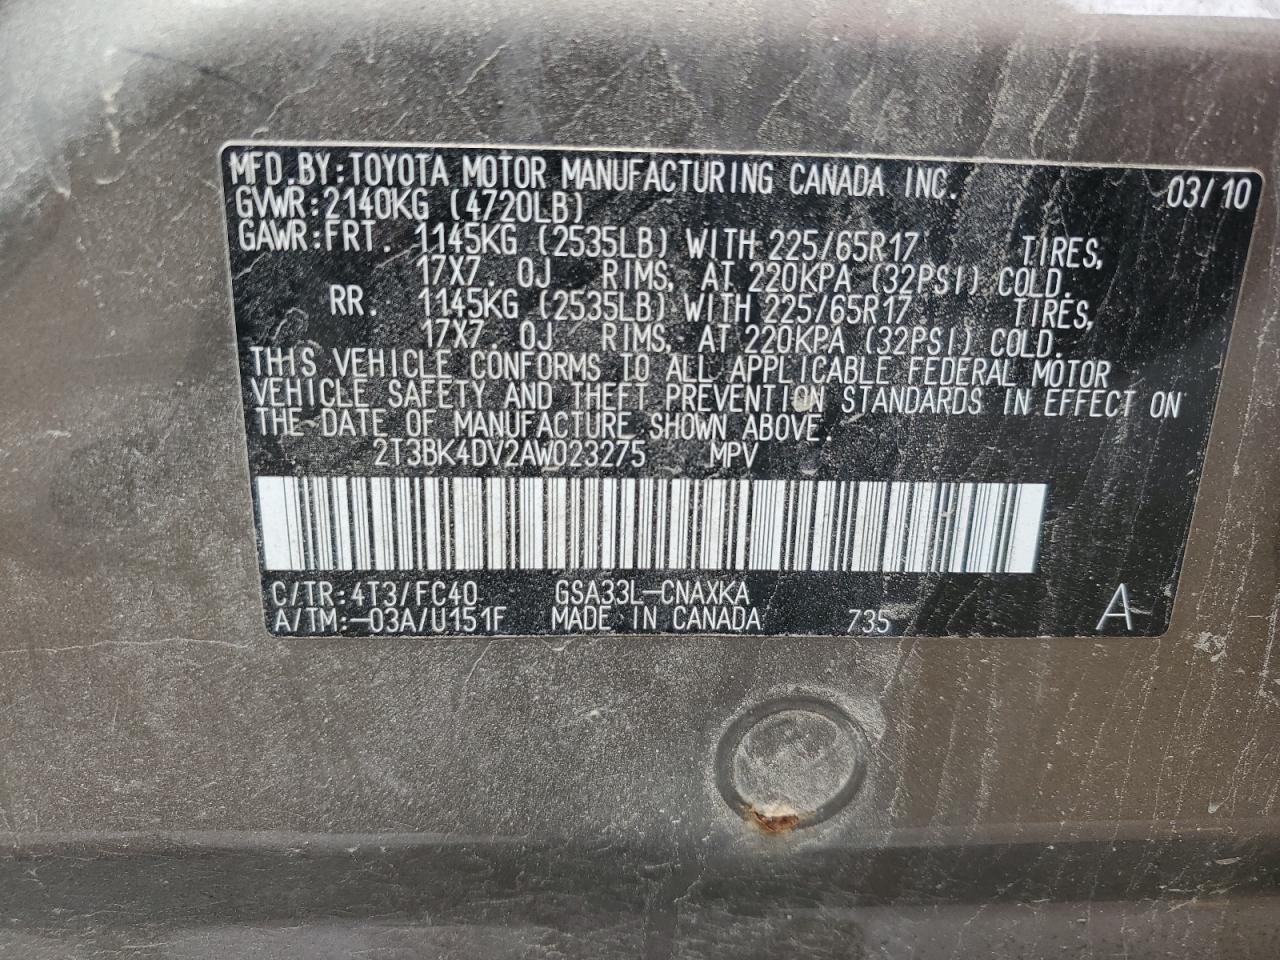 MFD.BY:TOYOTA MOTOR MANUFACTURING CANADA INC. 03/10
GVWR:2140KG (4720LB)
GAWR:FRT. 1145KG (2535LB) WITH 225/65R17 TIRES,
17X7.0J RIMS, AT 220KPA (32PSI) COLD.
RR. 1145KG (2535LB) WITH 225/65R17 TIRES,
17X7.0J RIMS, AT 220KPA (32PSI) COLD.
THIS VEHICLE CONFORMS TO ALL APPLICABLE FEDERAL MOTOR
VEHICLE SAFETY AND THEFT PREVENTION STANDARDS IN EFFECT ON
THE DATE OF MANUFACTURE SHOWN ABOVE.
2T3BK4DV2AW023275 MPV
C/TR:4T3/FC40 GSA33L-CNAXKA
A/TM:-03A/U151F MADE IN CANADA 735 A